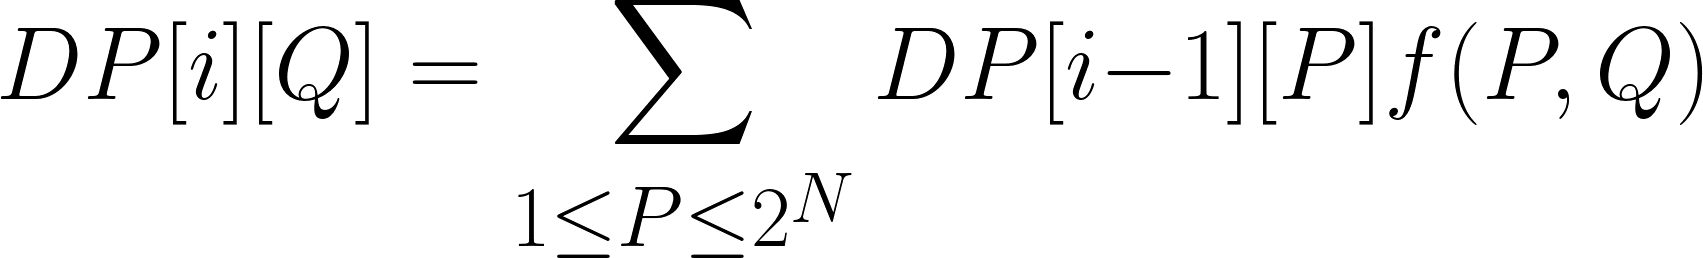 DP[i][Q] = ∑ DP[i−1][P]f(P, Q)
1≤P≤2^N